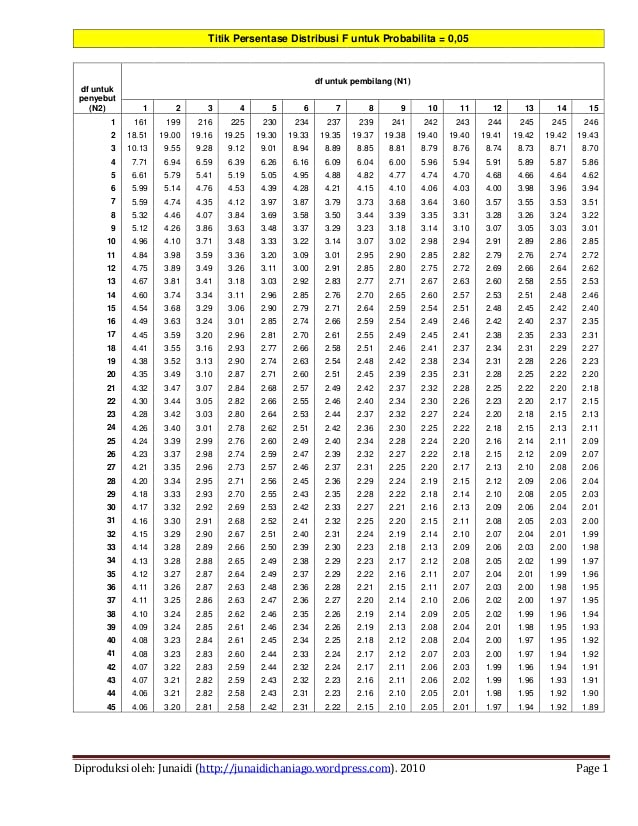 Titik Persentase Distribusi F untuk Probabilita = 0,05
df untuk penyebut (N2)
df untuk pembilang (N1)
1 2 3 4 5 6 7 8 9 10 11 12 13 14 15
1 161 199 216 225 230 234 237 239 241 242 243 244 245 245 246
2 18.51 19.00 19.16 19.25 19.30 19.33 19.35 19.37 19.38 19.40 19.40 19.41 19.42 19.42 19.43
3 10.13 9.55 9.28 9.12 9.01 8.94 8.89 8.85 8.81 8.79 8.76 8.74 8.73 8.71 8.70
4 7.71 6.94 6.59 6.39 6.26 6.16 6.09 6.04 6.00 5.96 5.94 5.91 5.89 5.87 5.86
5 6.61 5.79 5.41 5.19 5.05 4.95 4.88 4.82 4.77 4.74 4.70 4.68 4.66 4.64 4.62
6 5.99 5.14 4.76 4.53 4.39 4.28 4.21 4.15 4.10 4.06 4.03 4.00 3.98 3.96 3.94
7 5.59 4.74 4.35 4.12 3.97 3.87 3.79 3.73 3.68 3.64 3.60 3.57 3.55 3.53 3.51
8 5.32 4.46 4.07 3.84 3.69 3.58 3.50 3.44 3.39 3.35 3.31 3.28 3.26 3.24 3.22
9 5.12 4.26 3.86 3.63 3.48 3.37 3.29 3.23 3.18 3.14 3.10 3.07 3.05 3.03 3.01
10 4.96 4.10 3.71 3.48 3.33 3.22 3.14 3.07 3.02 2.98 2.94 2.91 2.89 2.86 2.85
11 4.84 3.98 3.59 3.36 3.20 3.09 3.01 2.95 2.90 2.85 2.82 2.79 2.76 2.74 2.72
12 4.75 3.89 3.49 3.26 3.11 3.00 2.91 2.85 2.80 2.75 2.72 2.69 2.66 2.64 2.62
13 4.67 3.81 3.41 3.18 3.03 2.92 2.83 2.77 2.71 2.67 2.63 2.60 2.58 2.55 2.53
14 4.60 3.74 3.34 3.11 2.96 2.85 2.76 2.70 2.65 2.60 2.57 2.53 2.51 2.48 2.46
15 4.54 3.68 3.29 3.06 2.90 2.79 2.71 2.64 2.59 2.54 2.51 2.48 2.45 2.42 2.40
16 4.49 3.63 3.24 3.01 2.85 2.74 2.66 2.59 2.54 2.49 2.46 2.42 2.40 2.37 2.35
17 4.45 3.59 3.20 2.96 2.81 2.70 2.61 2.55 2.49 2.45 2.41 2.38 2.35 2.33 2.31
18 4.41 3.55 3.16 2.93 2.77 2.66 2.58 2.51 2.46 2.41 2.37 2.34 2.31 2.29 2.27
19 4.38 3.52 3.13 2.90 2.74 2.63 2.54 2.48 2.42 2.38 2.34 2.31 2.28 2.26 2.23
20 4.35 3.49 3.10 2.87 2.71 2.60 2.51 2.45 2.39 2.35 2.31 2.28 2.25 2.22 2.20
21 4.32 3.47 3.07 2.84 2.68 2.57 2.49 2.42 2.37 2.32 2.28 2.25 2.22 2.20 2.18
22 4.30 3.44 3.05 2.82 2.66 2.55 2.46 2.40 2.34 2.30 2.26 2.23 2.20 2.17 2.15
23 4.28 3.42 3.03 2.80 2.64 2.53 2.44 2.37 2.32 2.27 2.24 2.20 2.18 2.15 2.13
24 4.26 3.40 3.01 2.78 2.62 2.51 2.42 2.36 2.30 2.25 2.22 2.18 2.15 2.13 2.11
25 4.24 3.39 2.99 2.76 2.60 2.49 2.40 2.34 2.28 2.24 2.20 2.16 2.14 2.11 2.09
26 4.23 3.37 2.98 2.74 2.59 2.47 2.39 2.32 2.27 2.22 2.18 2.15 2.12 2.09 2.07
27 4.21 3.35 2.96 2.73 2.57 2.46 2.37 2.31 2.25 2.20 2.17 2.13 2.10 2.08 2.06
28 4.20 3.34 2.95 2.71 2.56 2.45 2.36 2.29 2.24 2.19 2.15 2.12 2.09 2.06 2.04
29 4.18 3.33 2.93 2.70 2.55 2.43 2.35 2.28 2.22 2.18 2.14 2.10 2.08 2.05 2.03
30 4.17 3.32 2.92 2.69 2.53 2.42 2.33 2.27 2.21 2.16 2.13 2.09 2.06 2.04 2.01
31 4.16 3.30 2.91 2.68 2.52 2.41 2.32 2.25 2.20 2.15 2.11 2.08 2.05 2.03 2.00
32 4.15 3.29 2.90 2.67 2.51 2.40 2.31 2.24 2.19 2.14 2.10 2.07 2.04 2.01 1.99
33 4.14 3.28 2.89 2.66 2.50 2.39 2.30 2.23 2.18 2.13 2.09 2.06 2.03 2.00 1.98
34 4.13 3.28 2.88 2.65 2.49 2.38 2.29 2.23 2.17 2.12 2.08 2.05 2.02 1.99 1.97
35 4.12 3.27 2.87 2.64 2.49 2.37 2.29 2.22 2.16 2.11 2.07 2.04 2.01 1.99 1.96
36 4.11 3.26 2.87 2.63 2.48 2.36 2.28 2.21 2.15 2.11 2.07 2.03 2.00 1.98 1.95
37 4.11 3.25 2.86 2.63 2.47 2.36 2.27 2.20 2.14 2.10 2.06 2.02 2.00 1.97 1.95
38 4.10 3.24 2.85 2.62 2.46 2.35 2.26 2.19 2.14 2.09 2.05 2.02 1.99 1.96 1.94
39 4.09 3.24 2.85 2.61 2.46 2.34 2.26 2.19 2.13 2.08 2.04 2.01 1.98 1.95 1.93
40 4.08 3.23 2.84 2.61 2.45 2.34 2.25 2.18 2.12 2.08 2.04 2.00 1.97 1.95 1.92
41 4.08 3.23 2.83 2.60 2.44 2.33 2.24 2.17 2.12 2.07 2.03 2.00 1.97 1.94 1.92
42 4.07 3.22 2.83 2.59 2.44 2.32 2.24 2.17 2.11 2.06 2.03 1.99 1.96 1.94 1.91
43 4.07 3.21 2.82 2.59 2.43 2.32 2.23 2.16 2.11 2.06 2.02 1.99 1.96 1.93 1.91
44 4.06 3.21 2.82 2.58 2.43 2.31 2.23 2.16 2.10 2.05 2.01 1.98 1.95 1.92 1.90
45 4.06 3.20 2.81 2.58 2.42 2.31 2.22 2.15 2.10 2.05 2.01 1.97 1.94 1.92 1.89
Diproduksi oleh: Junaidi (http://junaidichaniago.wordpress.com). 2010 Page 1